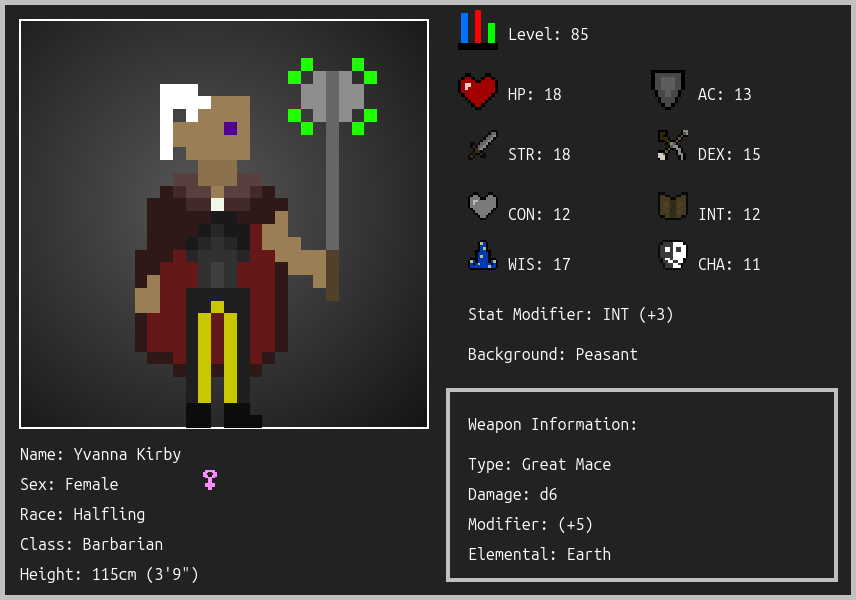 Level: 85
HP: 18
AC: 13
STR: 18
DEX: 15
CON: 12
INT: 12
WIS: 17
CHA: 11
Stat Modifier: INT (+3)
Background: Peasant
Weapon Information:
Type: Great Mace
Damage: d6
Modifier: (+5)
Elemental: Earth
Name: Yvanna Kirby
Sex: Female
Race: Halfling
Class: Barbarian
Height: 115cm (3'9")